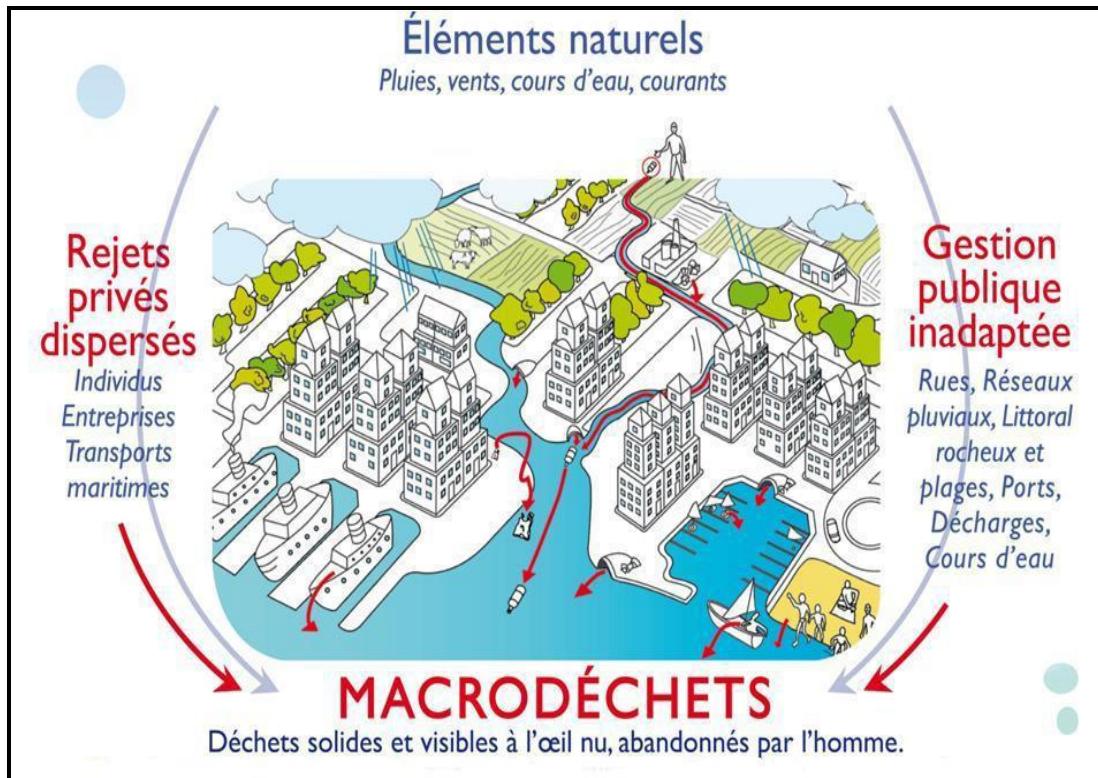 Éléments naturels
Pluies, vents, cours d'eau, courants
Rejets
privés
dispersés
Individus
Entreprises
Transports
maritimes
Gestion
publique
inadaptée
Rues, Réseaux
pluviaux, Littoral
rocheux et
plages, Ports,
Décharges,
Cours d'eau
MACRODÉCHETS
Déchets solides et visibles à l'œil nu, abandonnés par l'homme.